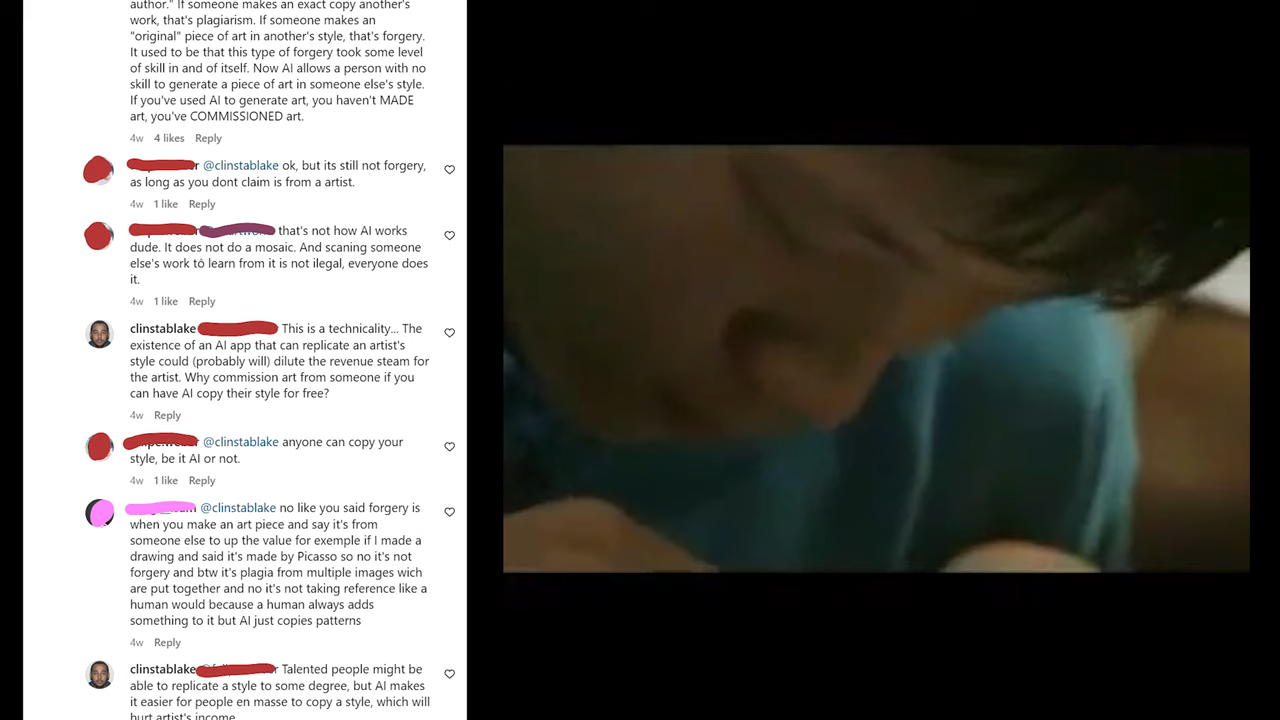 author." If someone makes an exact copy another's
work, that's plagiarism. If someone makes an
"original" piece of art in another's style, that's forgery.
It used to be that this type of forgery took some level
of skill in and of itself. Now AI allows a person with no
skill to generate a piece of art in someone else's style.
If you've used AI to generate art, you haven't MADE
art, you've COMMISSIONED art.
4w 4 likes Reply
@clinstablake ok, but its still not forgery,
as long as you dont claim is from a artist.
4w 1 like Reply
that's not how AI works
dude. It does not do a mosaic. And scaning someone
else's work tó learn from it is not ilegal, everyone does
it.
4w 1 like Reply
clinstablake This is a technicality... The
existence of an AI app that can replicate an artist's
style could (probably will) dilute the revenue steam for
the artist. Why commission art from someone if you
can have AI copy their style for free?
4w Reply
@clinstablake anyone can copy your
style, be it AI or not.
4w 1 like Reply
@clinstablake no like you said forgery is
when you make an art piece and say it's from
someone else to up the value for exemple if I made a
drawing and said it's made by Picasso so no it's not
forgery and btw it's plagia from multiple images wich
are put together and no it's not taking reference like a
human would because a human always adds
something to it but AI just copies patterns
4w Reply
clinstablake Talented people might be
able to replicate a style to some degree, but AI makes
it easier for people en masse to copy a style, which will
hurt artist's income